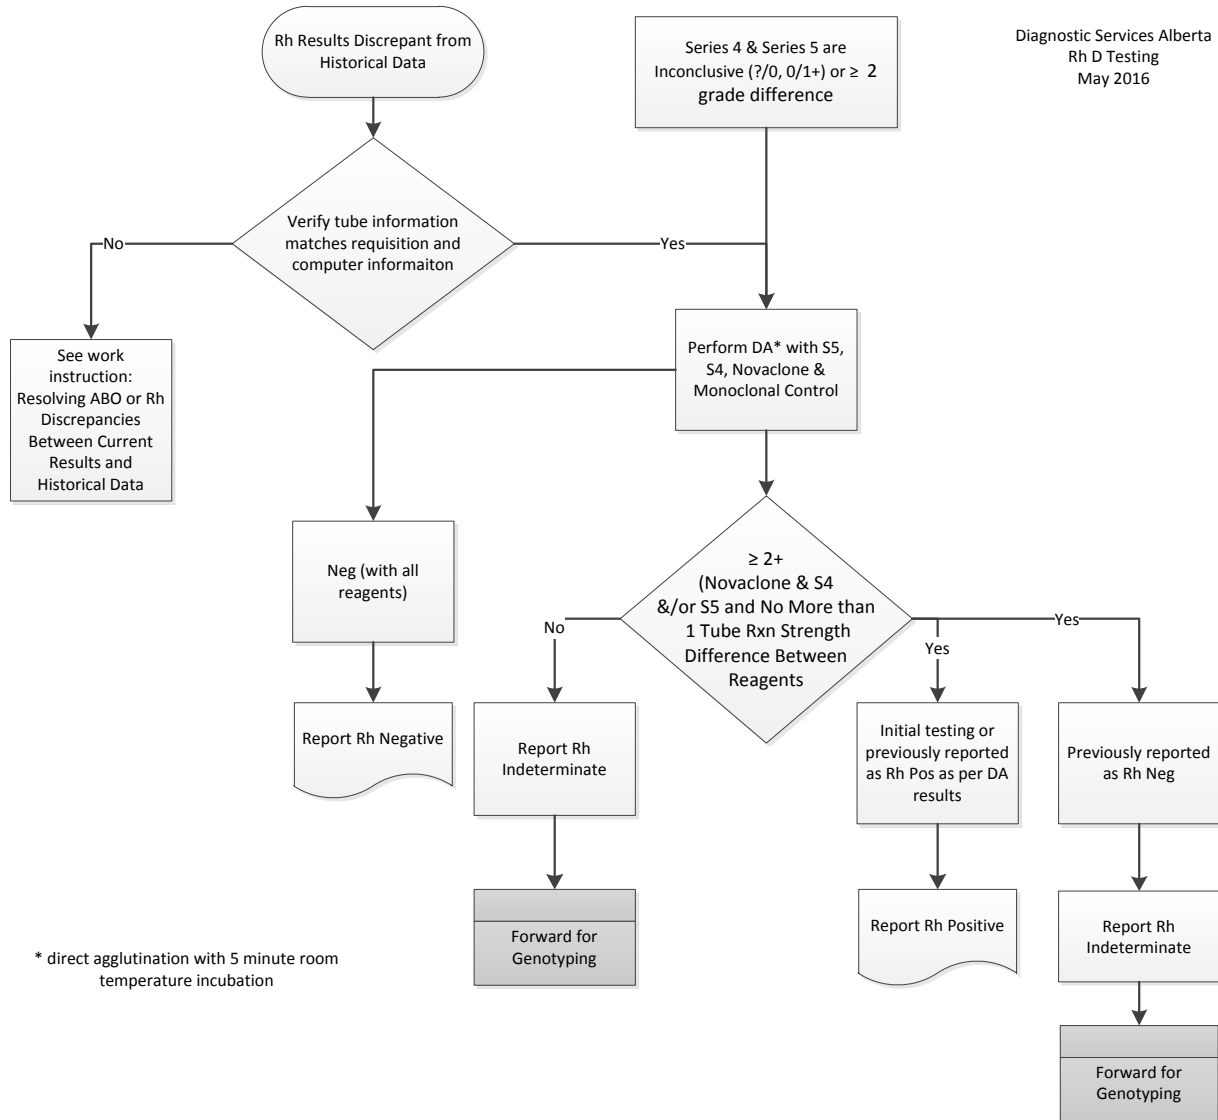 Rh Results Discrepant from
Historical Data
Series 4 & Series 5 are
Inconclusive (?/0, 0/1+) or ≥ 2
grade difference
Diagnostic Services Alberta
Rh D Testing
May 2016
Verify tube information
matches requisition and
computer informaiton
No
Yes
See work
instruction:
Resolving ABO or Rh
Discrepancies
Between Current
Results and
Historical Data
Perform DA* with S5,
S4, Novaclone &
Monoclonal Control
Neg (with all
reagents)
≥ 2+
(Novaclone & S4
&/or S5 and No More than
1 Tube Rxn Strength
Difference Between
Reagents
No
Yes
Yes
Report Rh Negative
Report Rh
Indeterminate
Initial testing or
previously reported
as Rh Pos as per DA
results
Previously reported
as Rh Neg
Forward for
Genotyping
Report Rh Positive
Report Rh
Indeterminate
Forward for
Genotyping
* direct agglutination with 5 minute room
temperature incubation